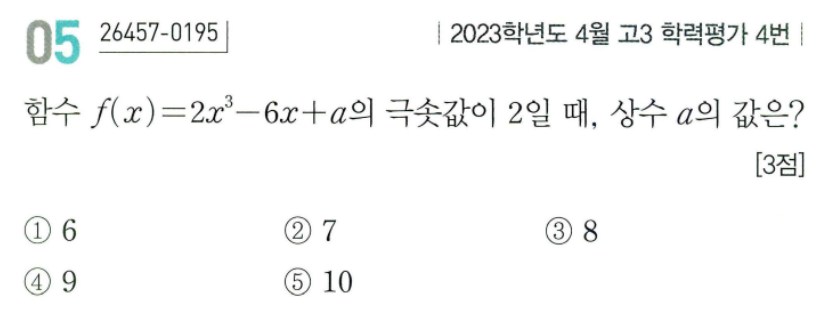 05 26457-0195 | 2023학년도 4월 고3 학력평가 4번 |
함수 f(x)=2x³-6x+a의 극솟값이 2일 때, 상수 a의 값은?
[3점]
① 6 ② 7 ③ 8
④ 9 ⑤ 10